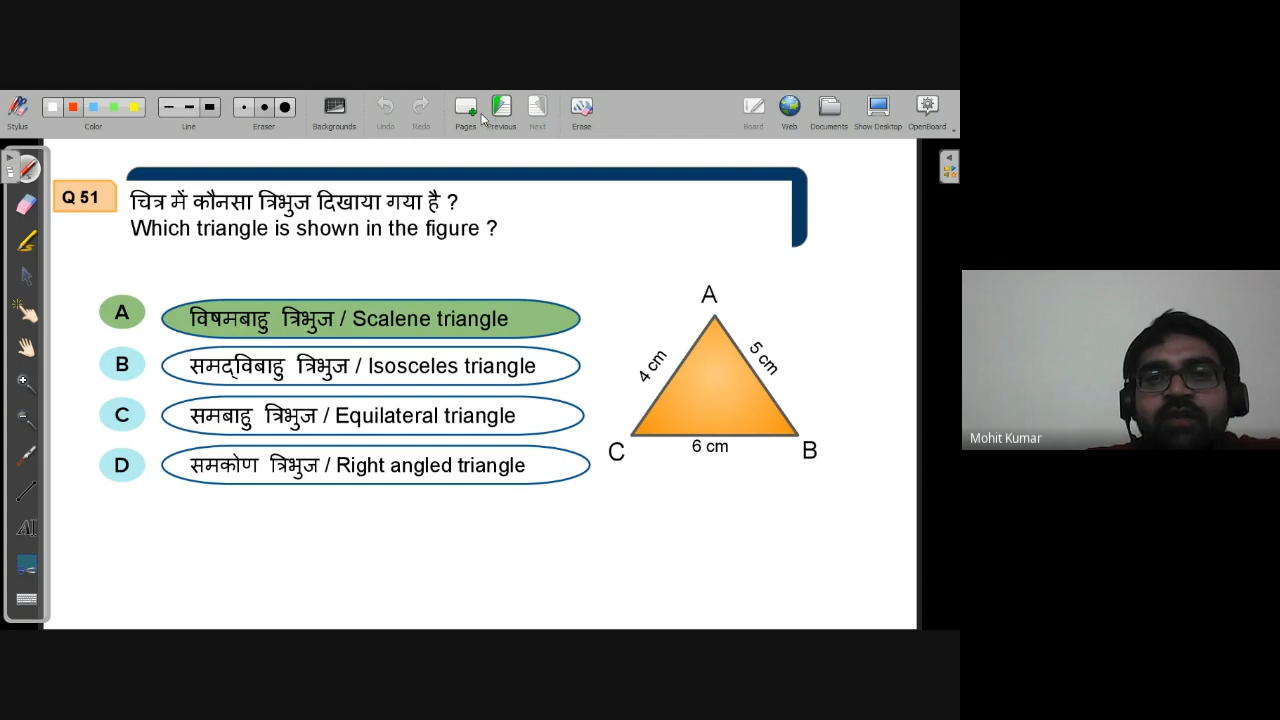 Stylus
Color
Line
Eraser
Backgrounds
Undo
Redo
Pages
Previous
Next
Erase
Board
Web
Documents
Show Desktop
OpenBoard
Q 51
चित्र में कौनसा त्रिभुज दिखाया गया है ?
Which triangle is shown in the figure ?
A
विषमबाहु त्रिभुज / Scalene triangle
B
समद्विबाहु त्रिभुज / Isosceles triangle
C
समबाहु त्रिभुज / Equilateral triangle
D
समकोण त्रिभुज / Right angled triangle
A
4 cm
5 cm
C
6 cm
B
Mohit Kumar